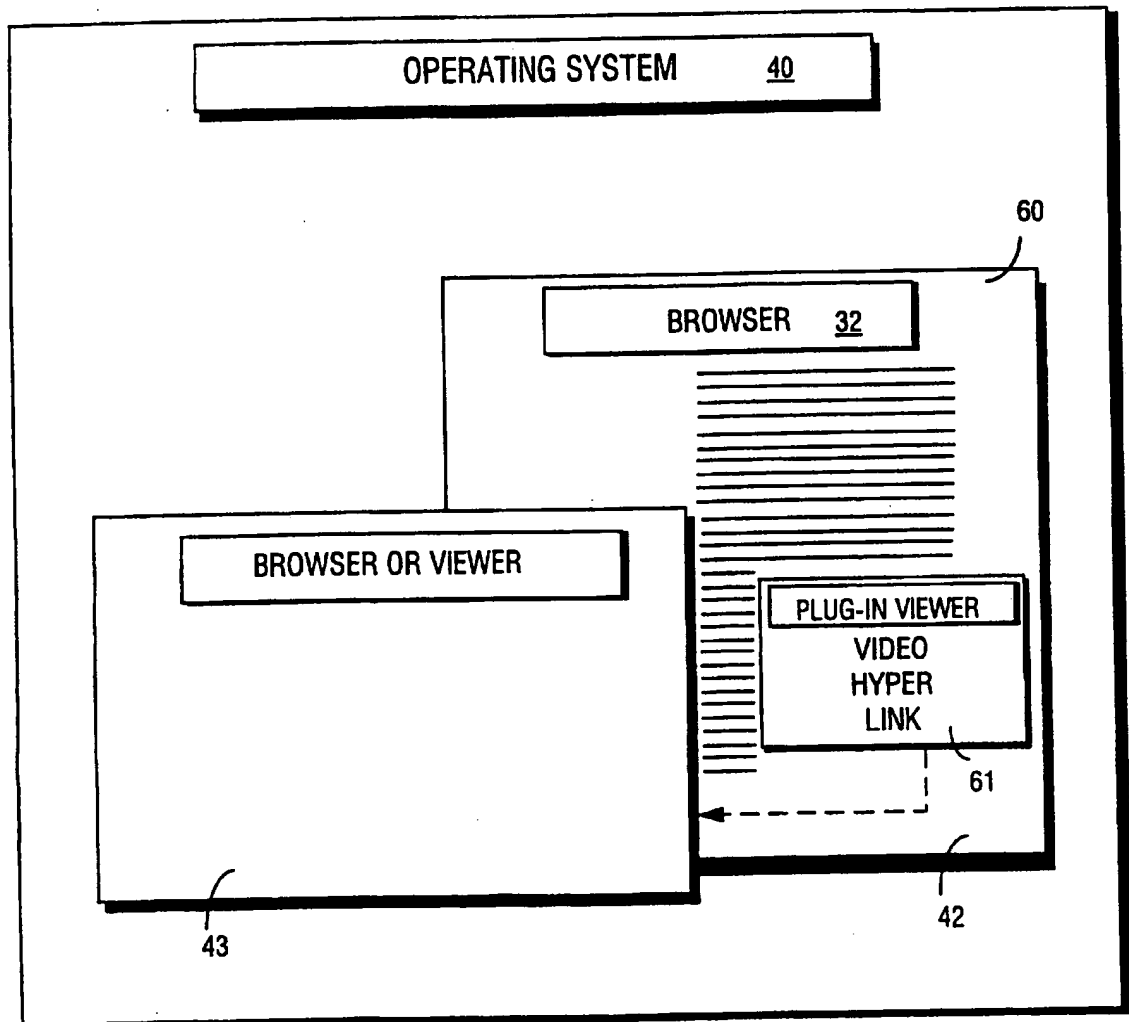 OPERATING SYSTEM 40
60
BROWSER 32
BROWSER OR VIEWER
PLUG-IN VIEWER
VIDEO
HYPER
LINK
61
43
42